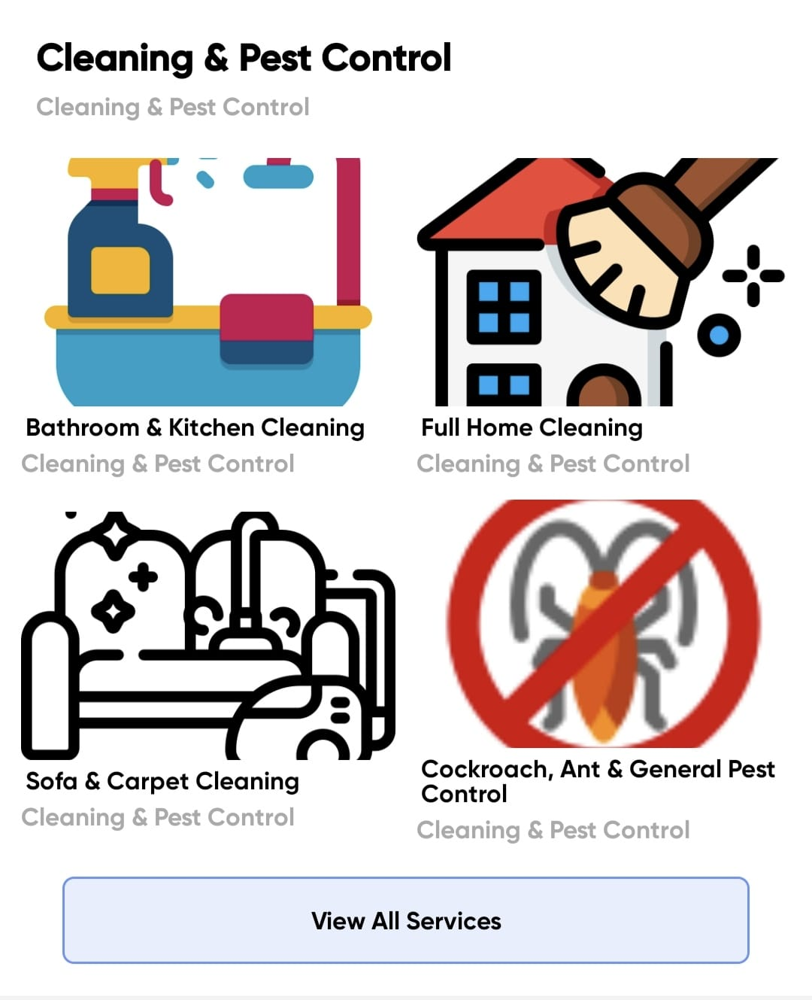 Cleaning & Pest Control
Cleaning & Pest Control
Bathroom & Kitchen Cleaning
Cleaning & Pest Control
Full Home Cleaning
Cleaning & Pest Control
Sofa & Carpet Cleaning
Cleaning & Pest Control
Cockroach, Ant & General Pest
Control
Cleaning & Pest Control
View All Services